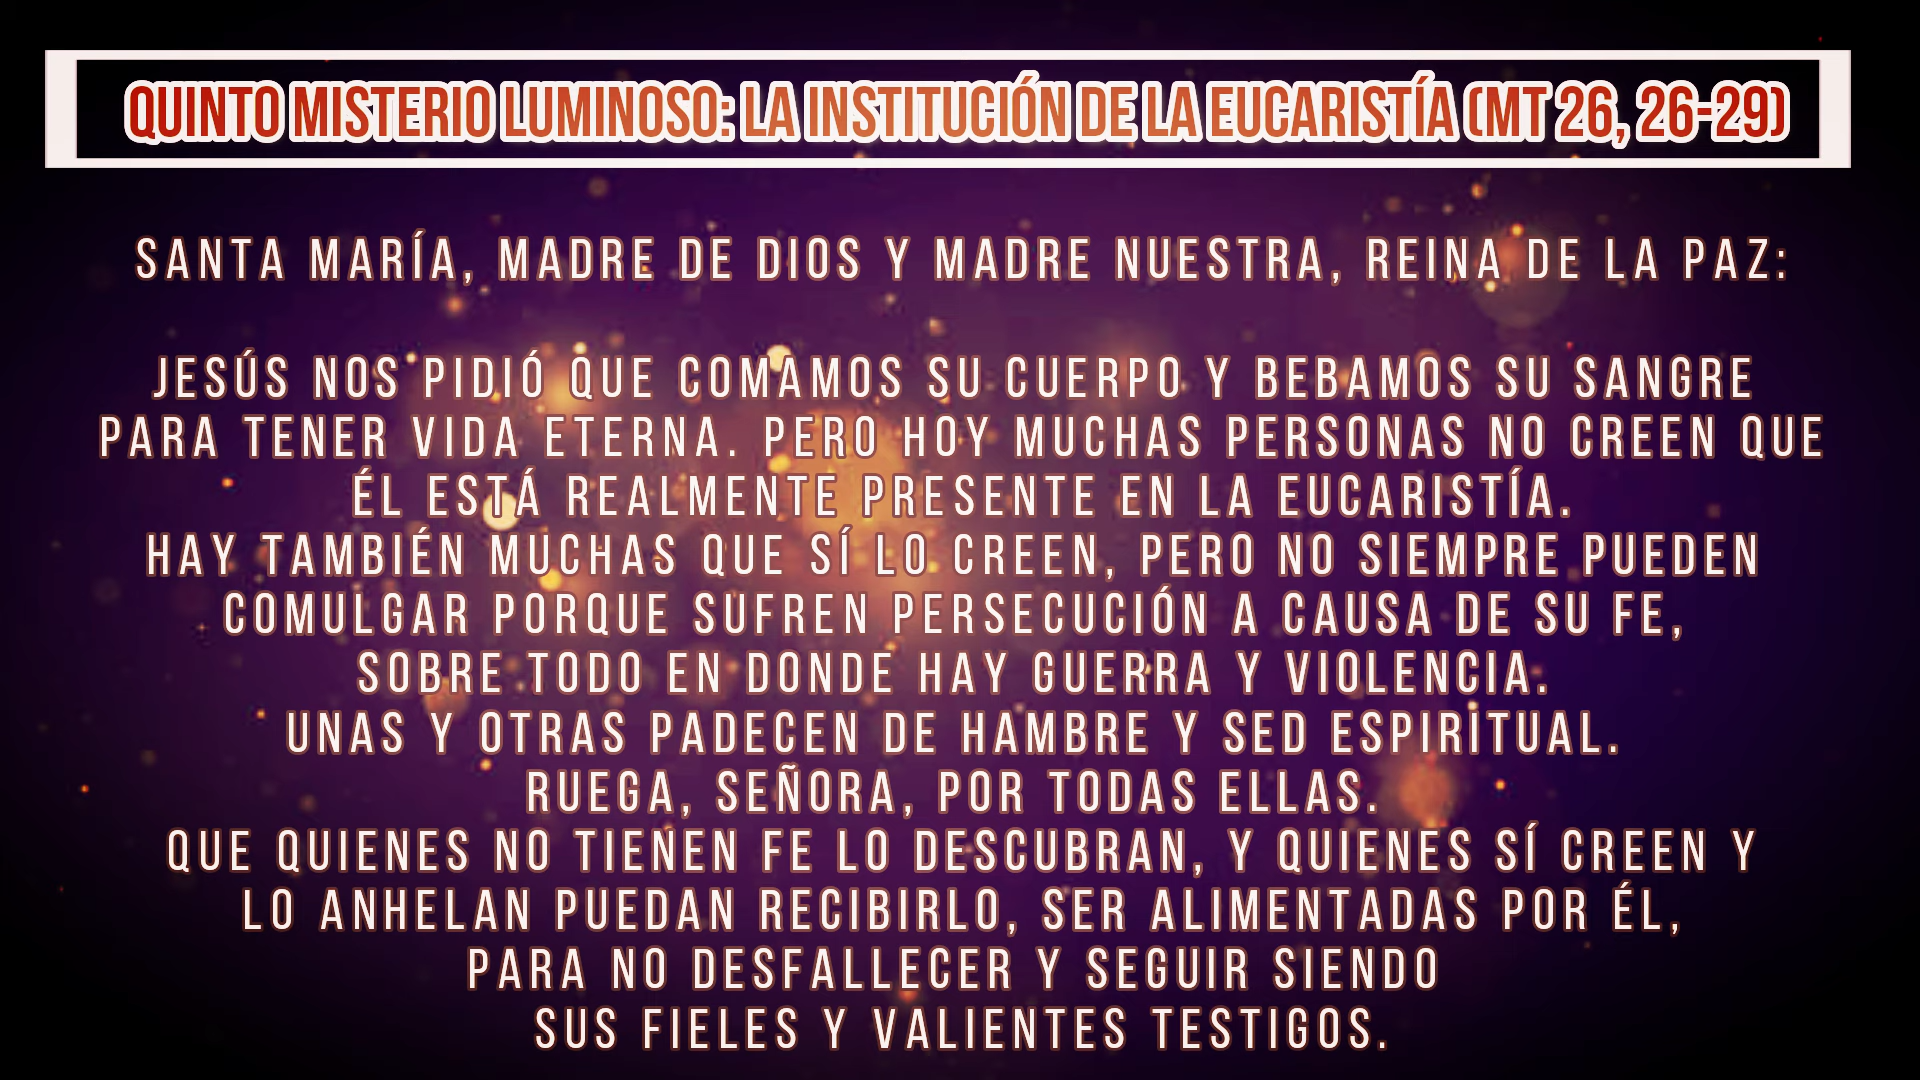 QUINTO MISTERIO LUMINOSO: LA INSTITUCIÓN DE LA EUCARISTÍA (MT 26, 26-29)
SANTA MARÍA, MADRE DE DIOS Y MADRE NUESTRA, REINA DE LA PAZ:
JESÚS NOS PIDIÓ QUE COMAMOS SU CUERPO Y BEBAMOS SU SANGRE
PARA TENER VIDA ETERNA. PERO HOY MUCHAS PERSONAS NO CREEN QUE
ÉL ESTÁ REALMENTE PRESENTE EN LA EUCARISTÍA.
HAY TAMBIÉN MUCHAS QUE SÍ LO CREEN, PERO NO SIEMPRE PUEDEN
COMULGAR PORQUE SUFREN PERSECUCIÓN A CAUSA DE SU FE,
SOBRE TODO EN DONDE HAY GUERRA Y VIOLENCIA.
UNAS Y OTRAS PADECEN DE HAMBRE Y SED ESPIRITUAL.
RUEGA, SEÑORA, POR TODAS ELLAS.
QUE QUIENES NO TIENEN FE LO DESCUBRAN, Y QUIENES SÍ CREEN Y
LO ANHELAN PUEDAN RECIBIRLO, SER ALIMENTADAS POR ÉL,
PARA NO DESFALLECER Y SEGUIR SIENDO
SUS FIELES Y VALIENTES TESTIGOS.